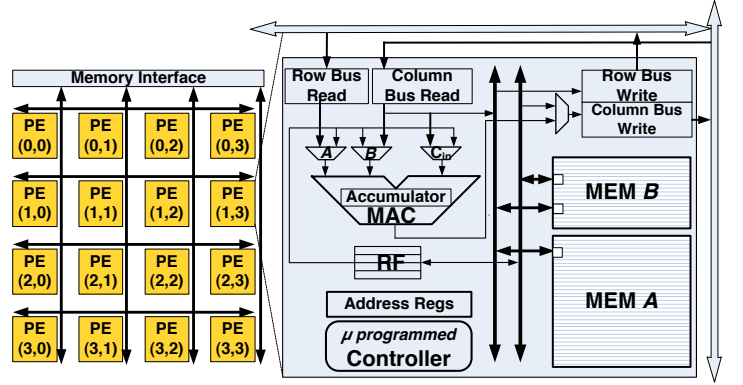 Memory Interface
PE
(0,0)
PE
(0,1)
PE
(0,2)
PE
(0,3)
PE
(1,0)
PE
(1,1)
PE
(1,2)
PE
(1,3)
PE
(2,0)
PE
(2,1)
PE
(2,2)
PE
(2,3)
PE
(3,0)
PE
(3,1)
PE
(3,2)
PE
(3,3)
Row Bus
Read
Column
Bus Read
Row Bus
Write
Column Bus
Write
A
B
Cin
Accumulator
MAC
RF
Address Regs
μ programmed
Controller
MEM B
MEM A